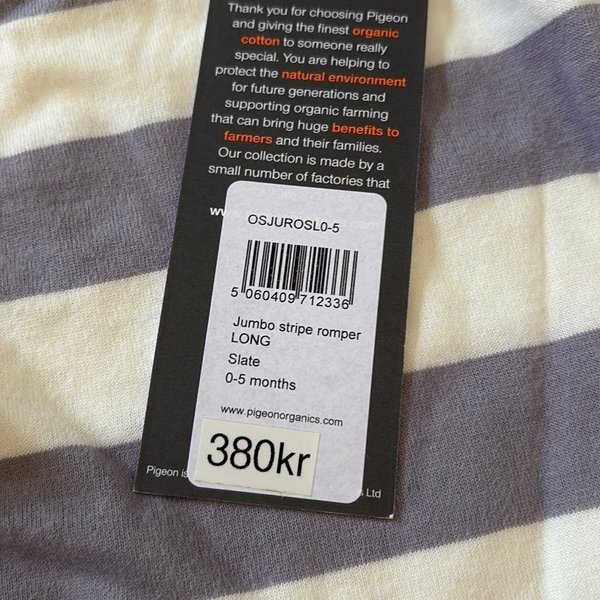 Thank you for choosing Pigeon
and giving the finest organic
cotton to someone really
special. You are helping to
protect the natural environment
for future generations and
supporting organic farming
that can bring huge benefits to
farmers and their families.
Our collection is made by a
small number of factories that
OSJUROSL0-5
5 060409 712336
Jumbo stripe romper
LONG
Slate
0-5 months
www.pigeonorganics.com
380kr
Pigeon is
Ltd